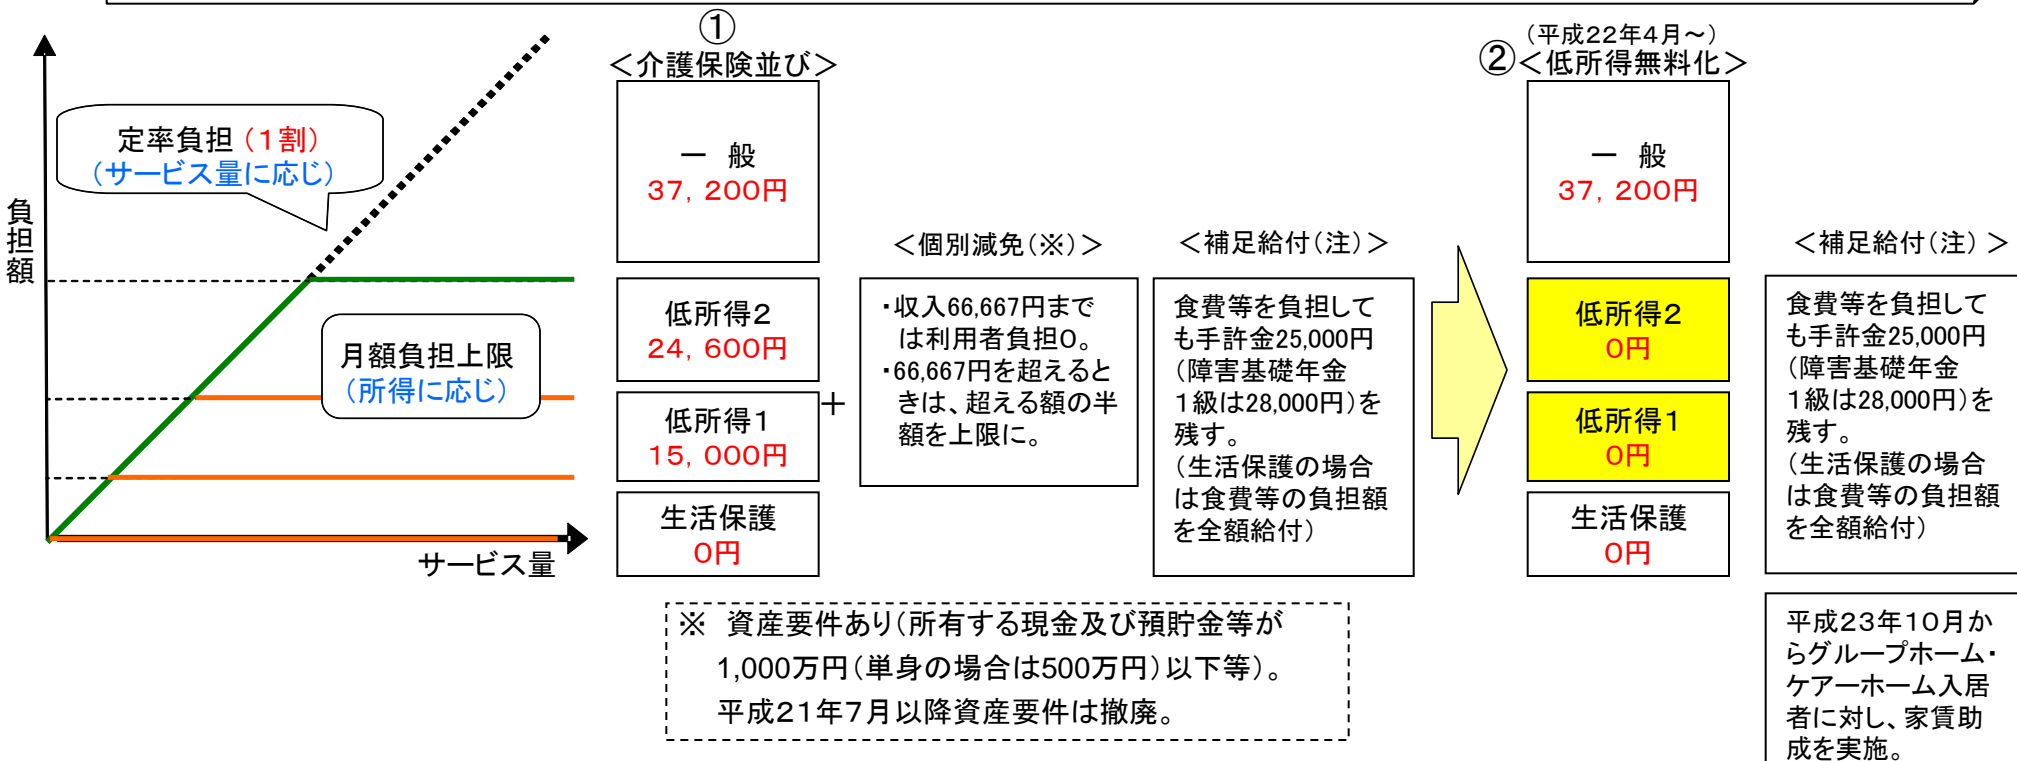 負担額
定率負担（１割）
（サービス量に応じ）
月額負担上限
（所得に応じ）
サービス量
①
＜介護保険並び＞
一　般
３７，２００円
低所得２
２４，６００円
低所得１
１５，０００円
生活保護
０円
＋
＜個別減免（※）＞
・収入66,667円まで
は利用者負担０。
・66,667円を超えると
きは、超える額の半
額を上限に。
＜補足給付（注）＞
食費等を負担して
も手許金25,000円
（障害基礎年金
１級は28,000円）を
残す。
（生活保護の場合
は食費等の負担額
を全額給付）
※　資産要件あり（所有する現金及び預貯金等が
1,000万円（単身の場合は500万円）以下等）。
平成２１年７月以降資産要件は撤廃。
（平成２２年４月～）
②＜低所得無料化＞
一　般
３７，２００円
低所得２
０円
低所得１
０円
生活保護
０円
＜補足給付（注）＞
食費等を負担して
も手許金25,000円
（障害基礎年金
１級は28,000円）を
残す。
（生活保護の場合
は食費等の負担額
を全額給付）
平成２３年１０月か
らグループホーム・
ケアーホーム入居
者に対し、家賃助
成を実施。